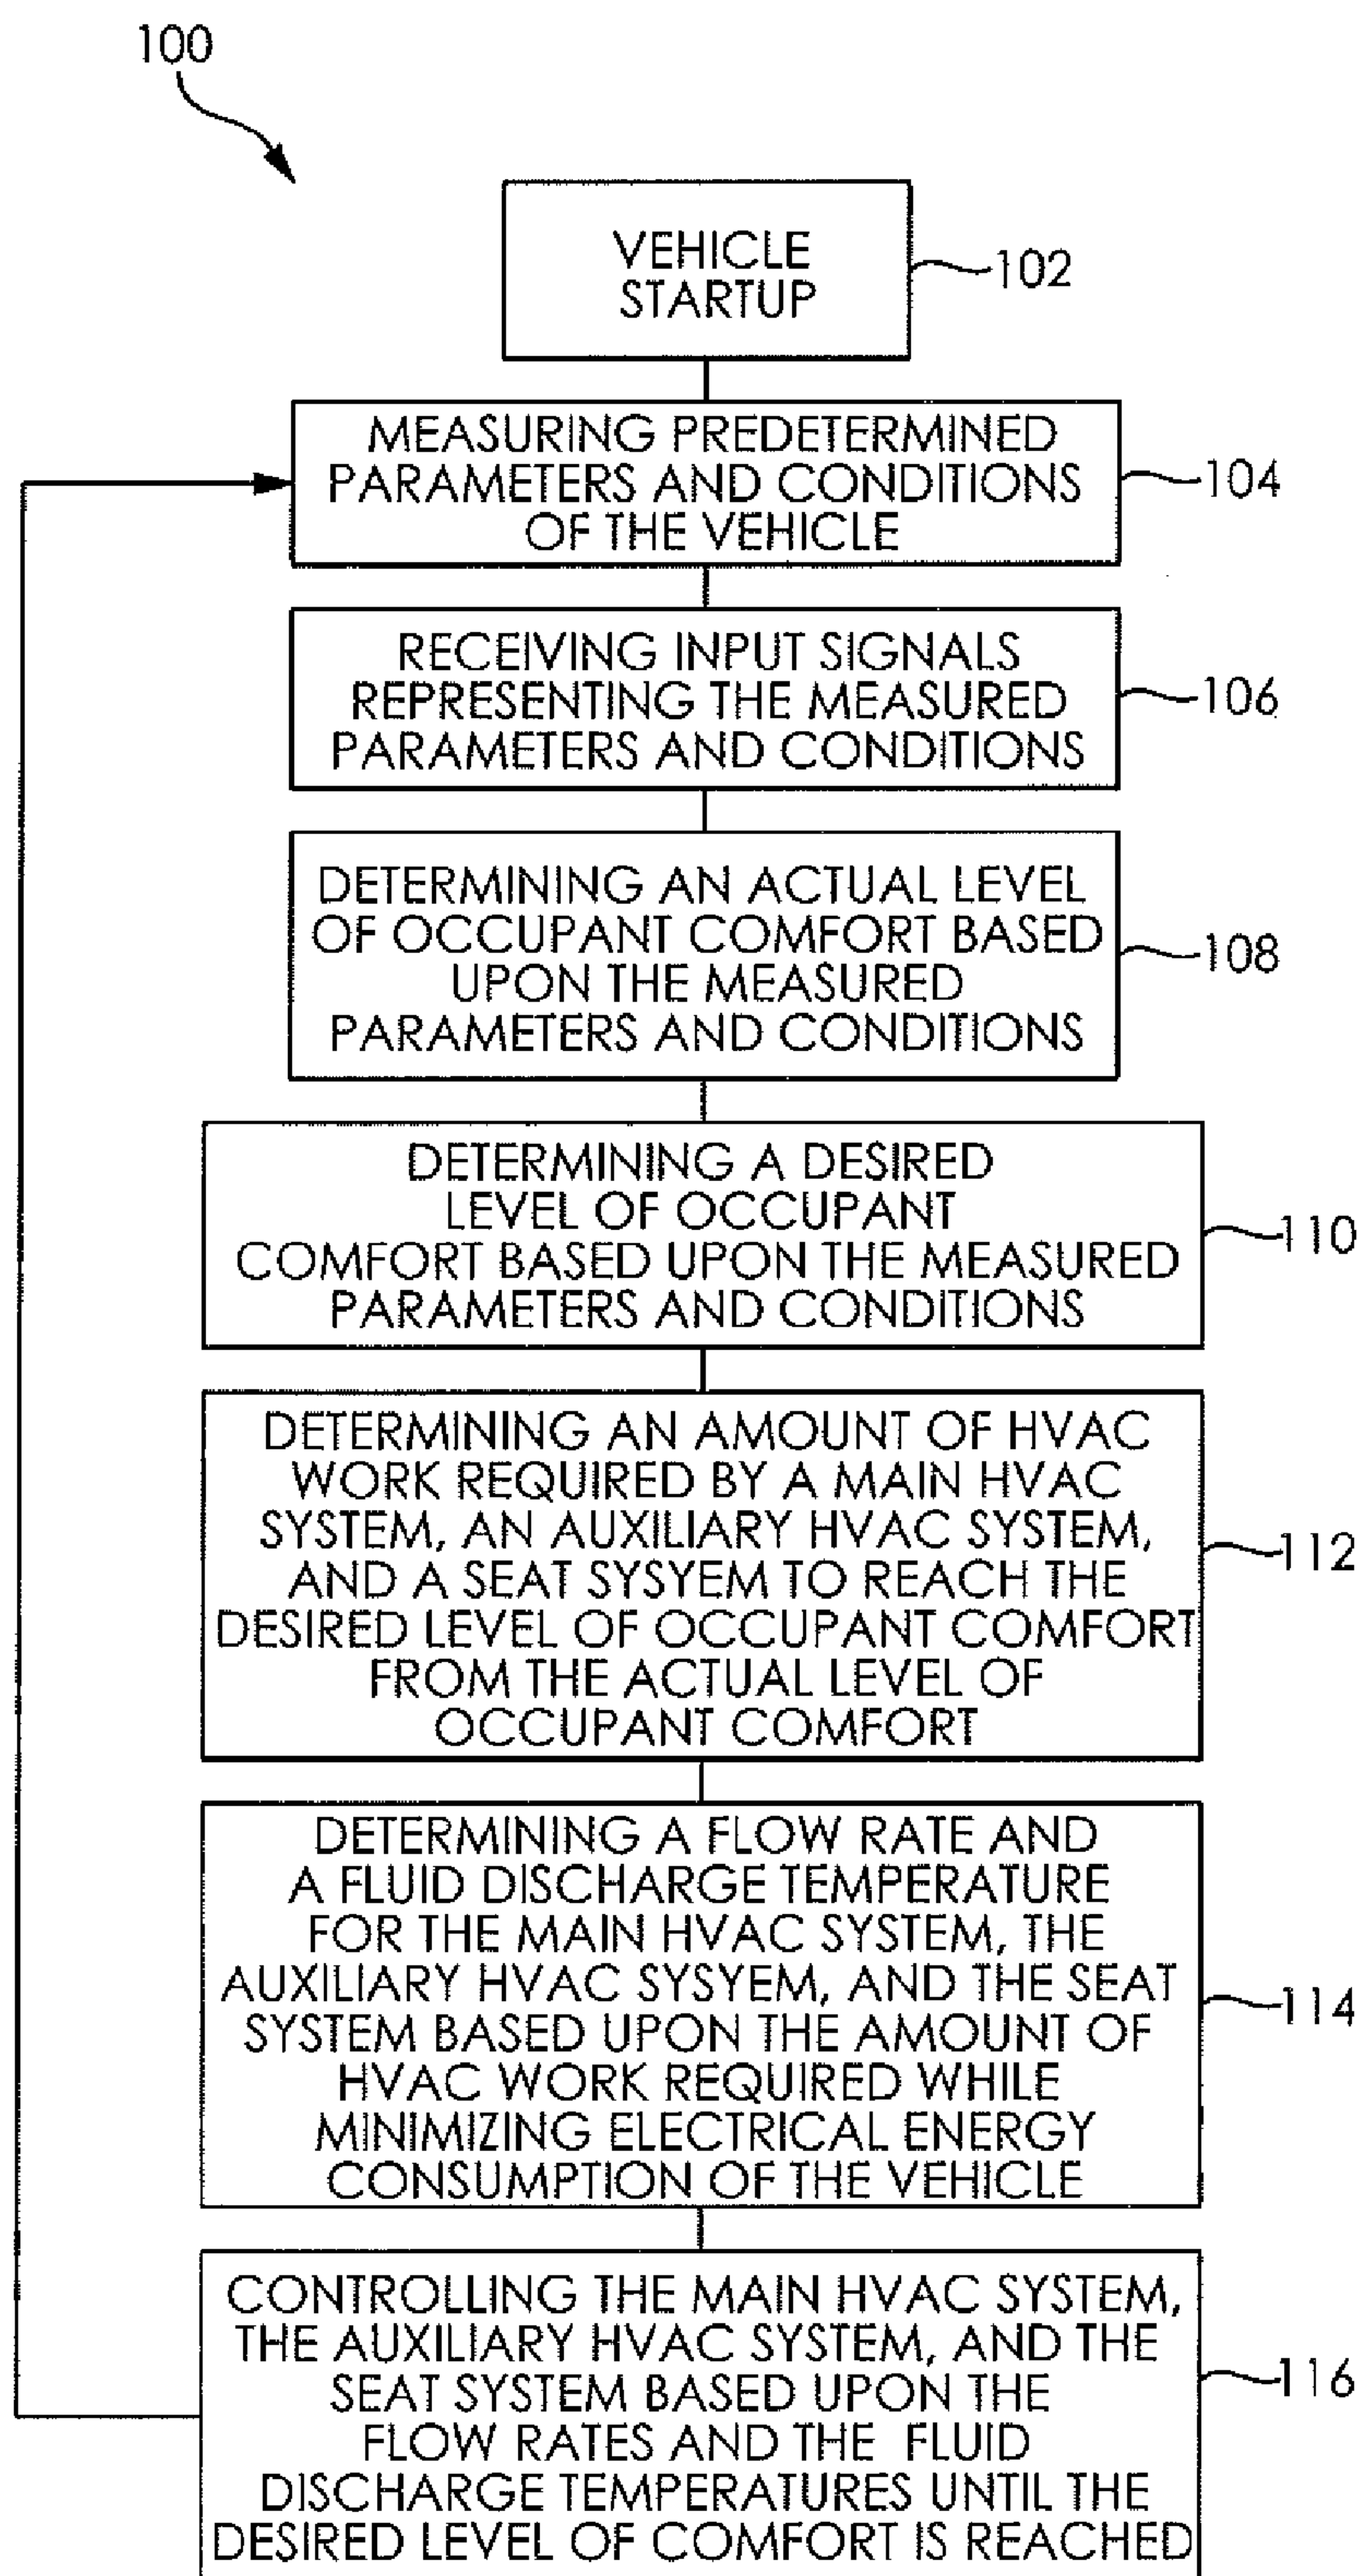 100
VEHICLE
STARTUP
102
MEASURING PREDETERMINED
PARAMETERS AND CONDITIONS
OF THE VEHICLE
104
RECEIVING INPUT SIGNALS
REPRESENTING THE MEASURED
PARAMETERS AND CONDITIONS
106
DETERMINING AN ACTUAL LEVEL
OF OCCUPANT COMFORT BASED
UPON THE MEASURED
PARAMETERS AND CONDITIONS
108
DETERMINING A DESIRED
LEVEL OF OCCUPANT
COMFORT BASED UPON THE MEASURED
PARAMETERS AND CONDITIONS
110
DETERMINING AN AMOUNT OF HVAC
WORK REQUIRED BY A MAIN HVAC
SYSTEM, AN AUXILIARY HVAC SYSTEM,
AND A SEAT SYSYEM TO REACH THE
DESIRED LEVEL OF OCCUPANT COMFORT
FROM THE ACTUAL LEVEL OF
OCCUPANT COMFORT
112
DETERMINING A FLOW RATE AND
A FLUID DISCHARGE TEMPERATURE
FOR THE MAIN HVAC SYSTEM, THE
AUXILIARY HVAC SYSYEM, AND THE SEAT
SYSTEM BASED UPON THE AMOUNT OF
HVAC WORK REQUIRED WHILE
MINIMIZING ELECTRICAL ENERGY
CONSUMPTION OF THE VEHICLE
114
CONTROLLING THE MAIN HVAC SYSTEM,
THE AUXILIARY HVAC SYSTEM, AND THE
SEAT SYSTEM BASED UPON THE
FLOW RATES AND THE FLUID
DISCHARGE TEMPERATURES UNTIL THE
DESIRED LEVEL OF COMFORT IS REACHED
116